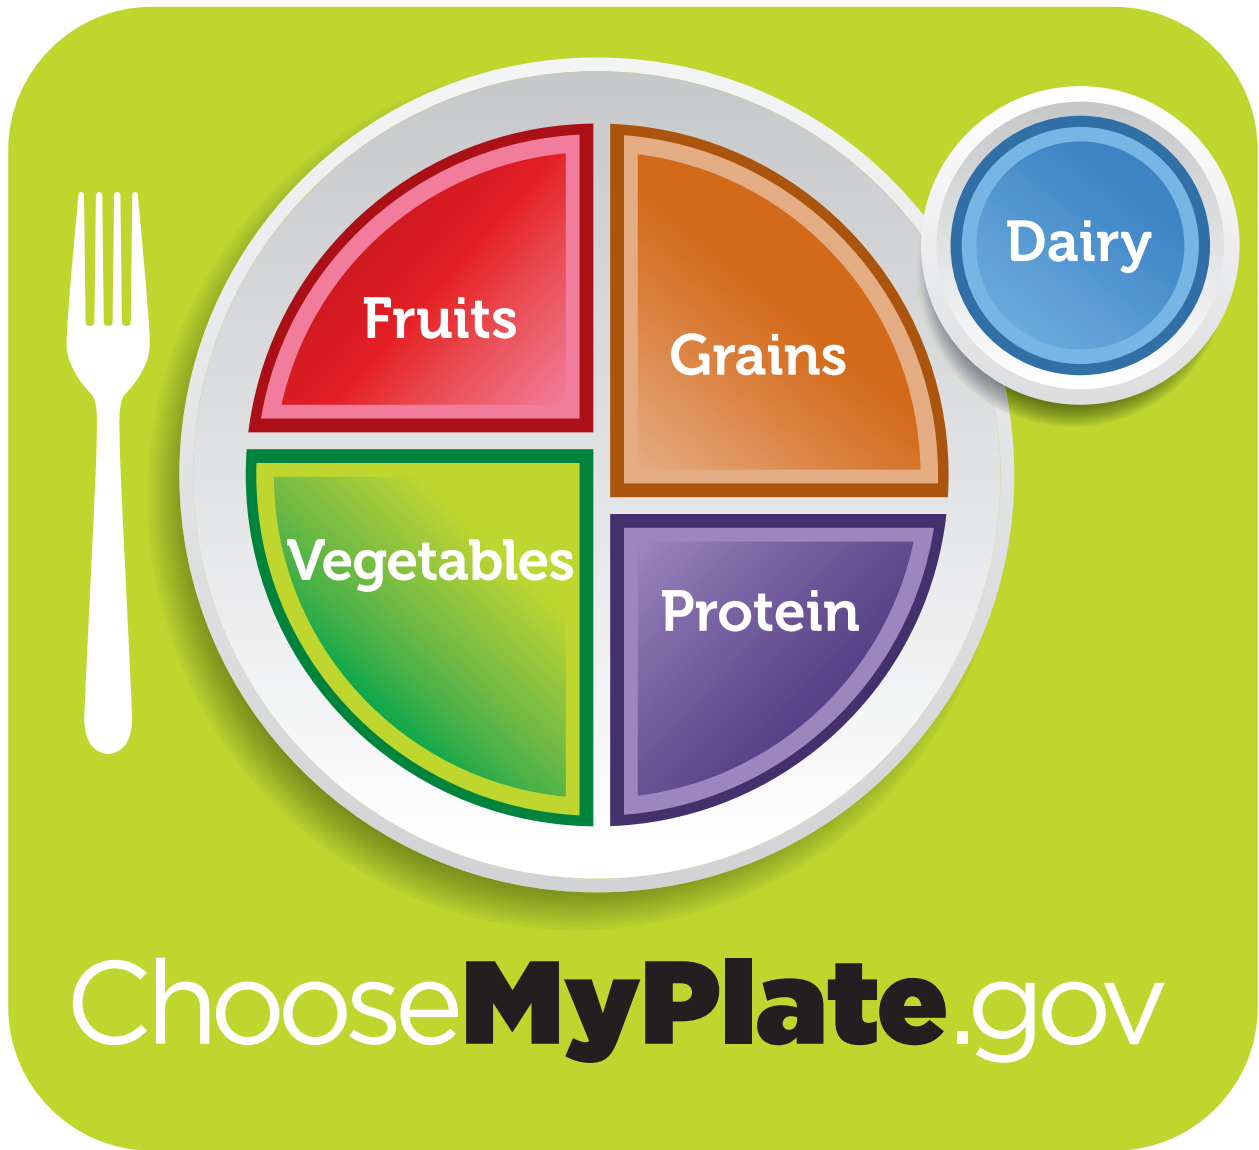 Fruits
Grains
Dairy
Vegetables
Protein
ChooseMyPlate.gov